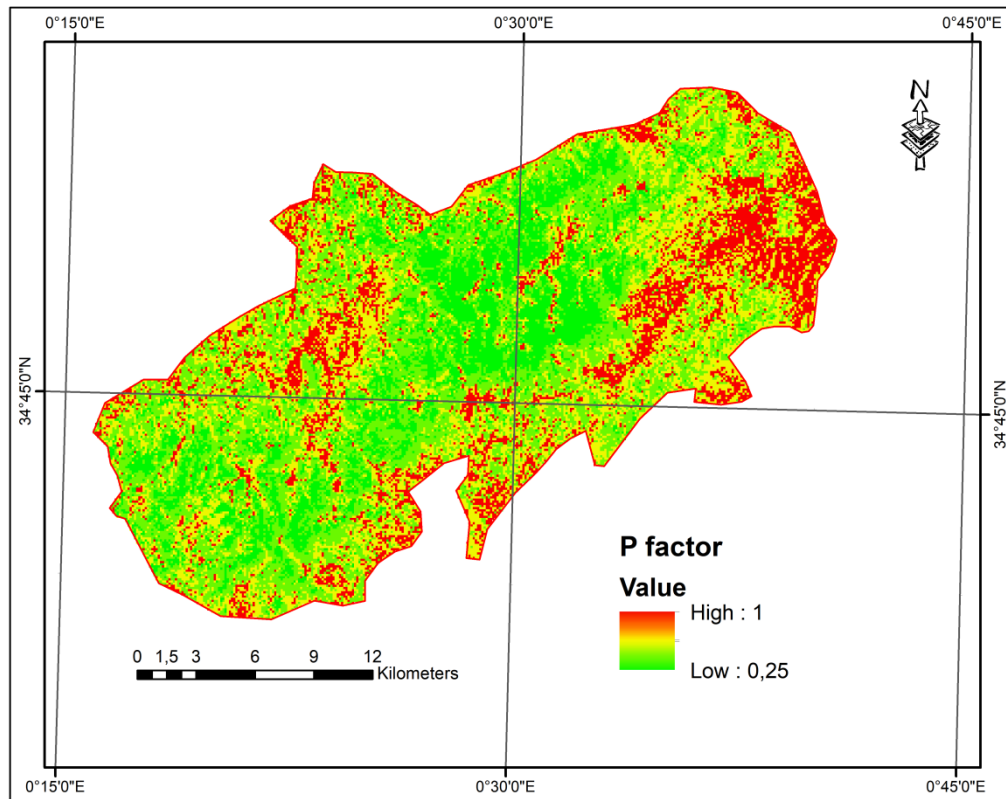 0°15'0"E 0°30'0"E 0°45'0"E
N
34°45'0"N 34°45'0"N
P factor
Value
High : 1
Low : 0,25
0 1,5 3 6 9 12
Kilometers
0°15'0"E 0°30'0"E 0°45'0"E